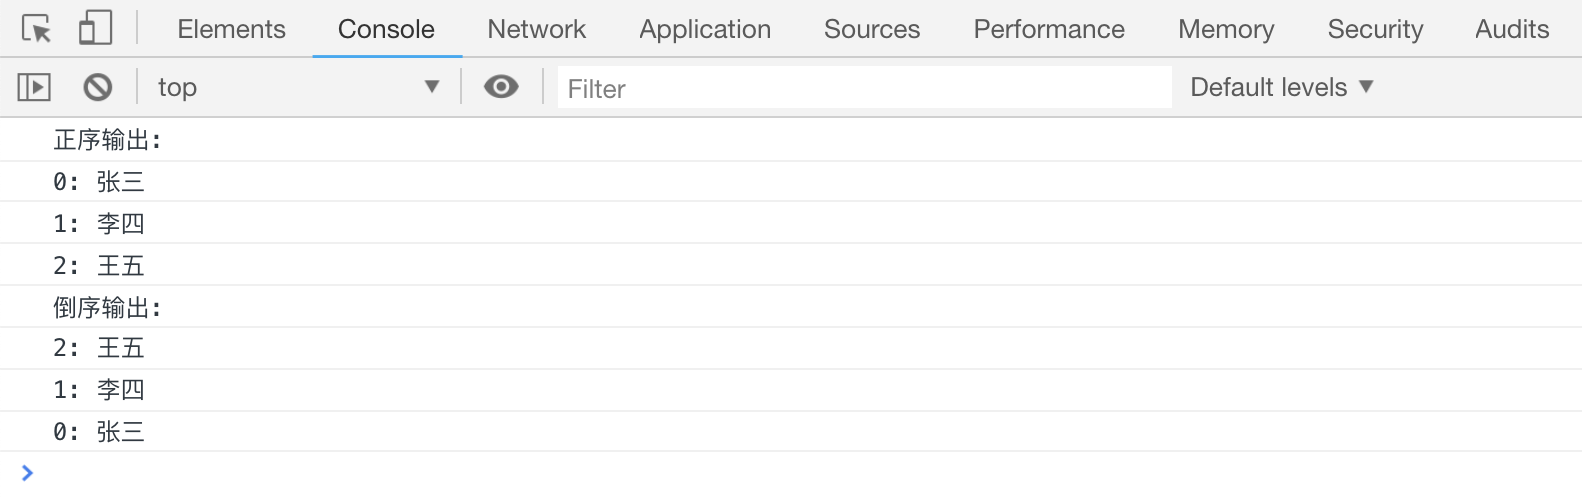 Elements Console Network Application Sources Performance Memory Security Audits
top Filter Default levels
正序输出:
0: 张三
1: 李四
2: 王五
倒序输出:
2: 王五
1: 李四
0: 张三